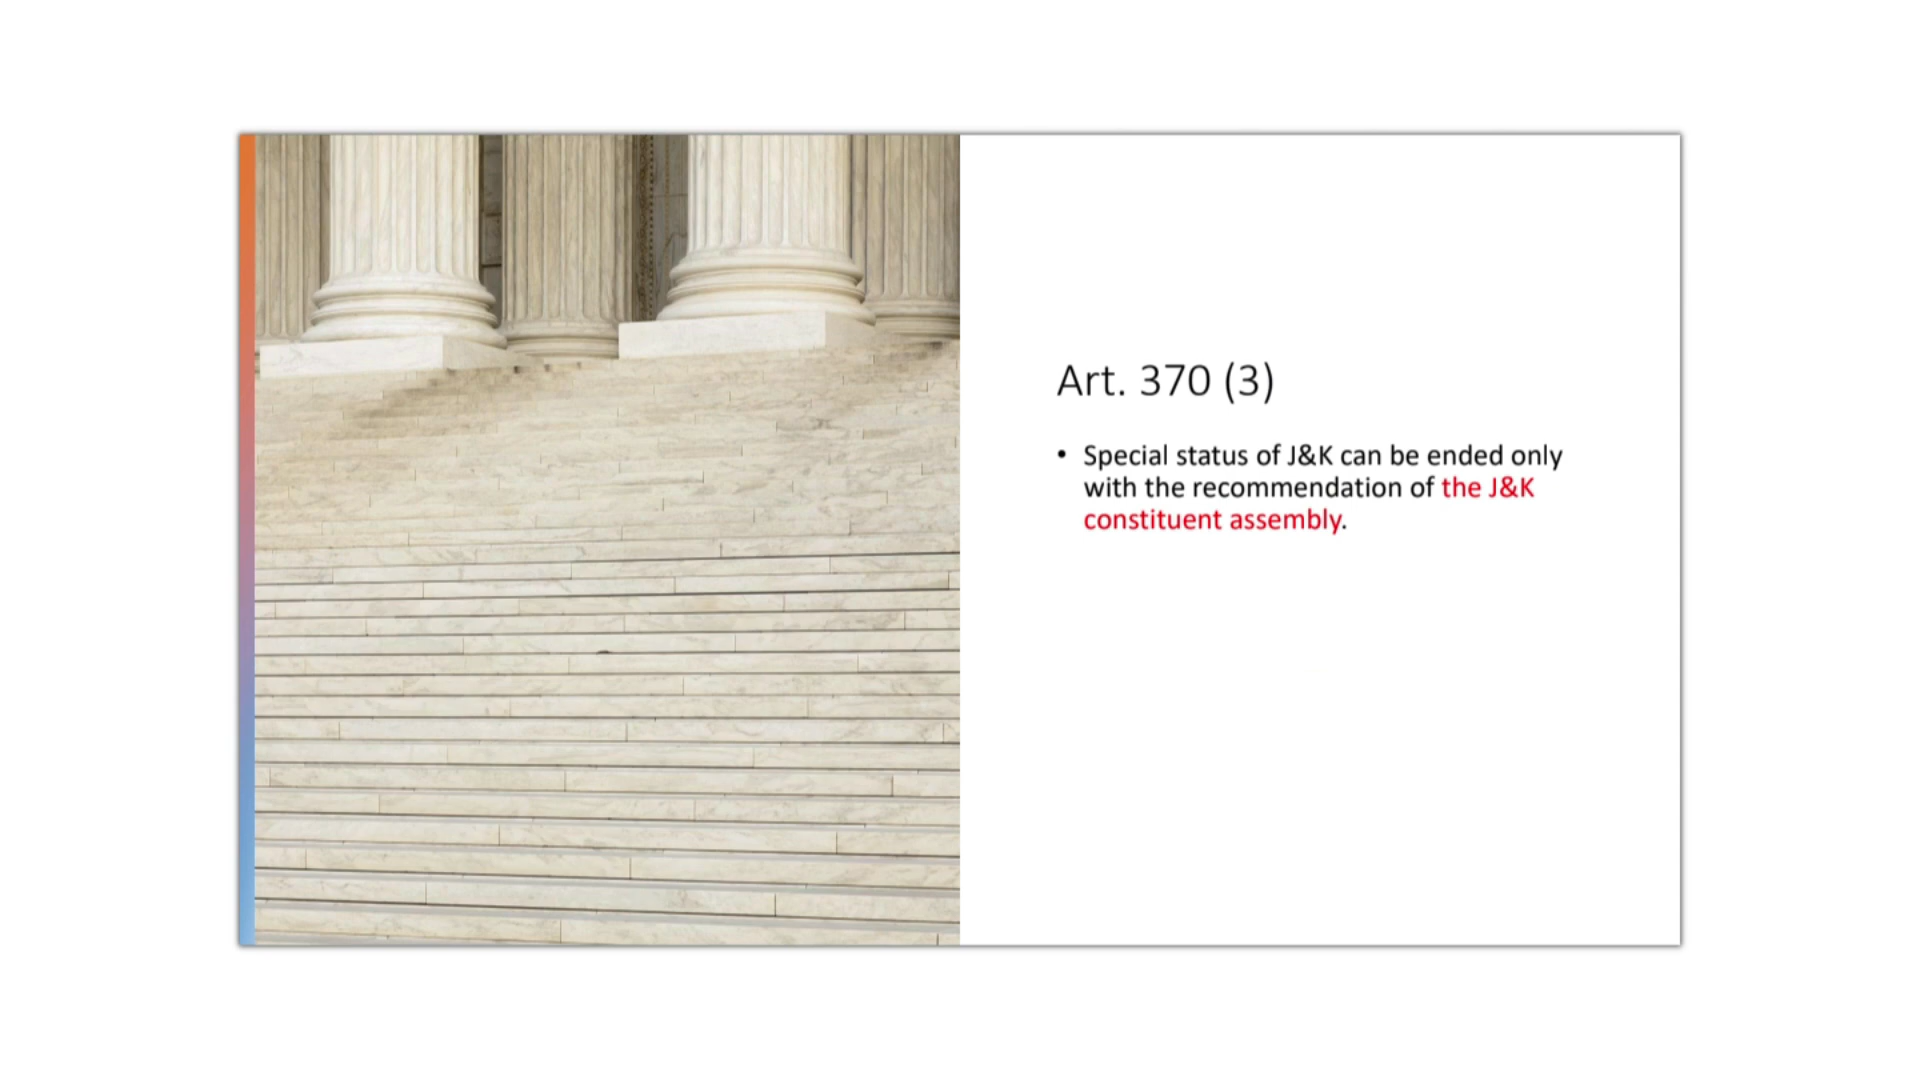 Art. 370 (3)
• Special status of J&K can be ended only
with the recommendation of the J&K
constituent assembly.